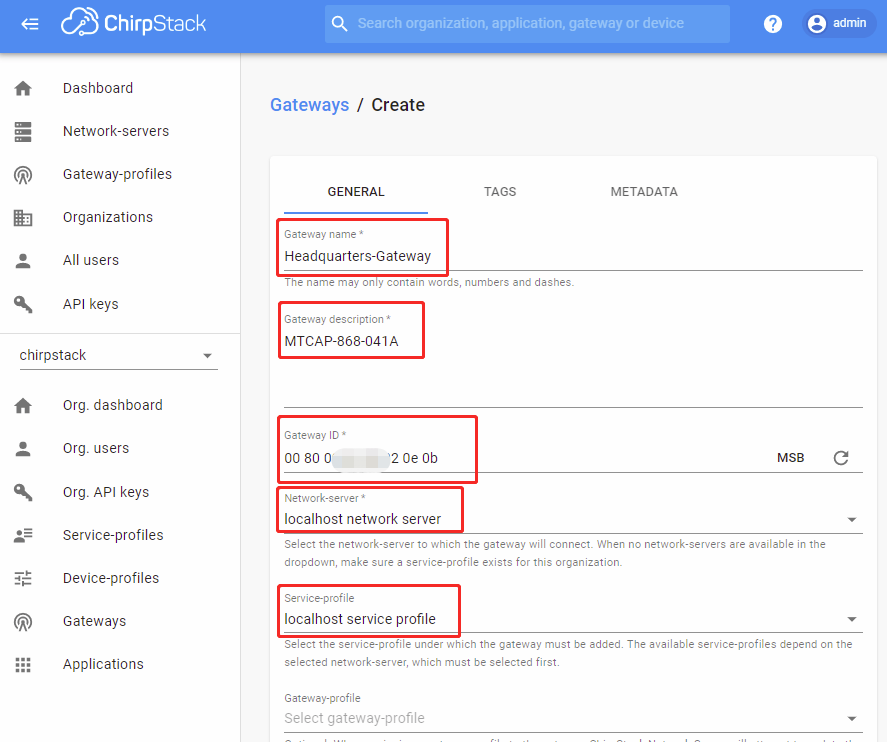 ChirpStack
Search organization, application, gateway or device
?
admin
Dashboard
Network-servers
Gateway-profiles
Organizations
All users
API keys
chirpstack
Org. dashboard
Org. users
Org. API keys
Service-profiles
Device-profiles
Gateways
Applications
Gateways / Create
GENERAL TAGS METADATA
Gateway name *
Headquarters-Gateway
The name may only contain words, numbers and dashes.
Gateway description *
MTCAP-868-041A
Gateway ID *
00 80 0e 0b MSB
Network-server *
localhost network server
Select the network-server to which the gateway will connect. When no network-servers are available in the
dropdown, make sure a service-profile exists for this organization.
Service-profile
localhost service profile
Select the service-profile under which the gateway must be added. The available service-profiles depend on the
selected network-server, which must be selected first.
Gateway-profile
Select gateway-profile